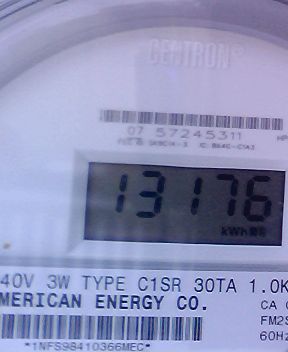 CENTRON®
07 57245311
13176
kWh
40V 3W TYPE C1SR 30TA 1.0K
MERICAN ENERGY CO.
CA
FM2S
60Hz
*1NFS98410366MEC*